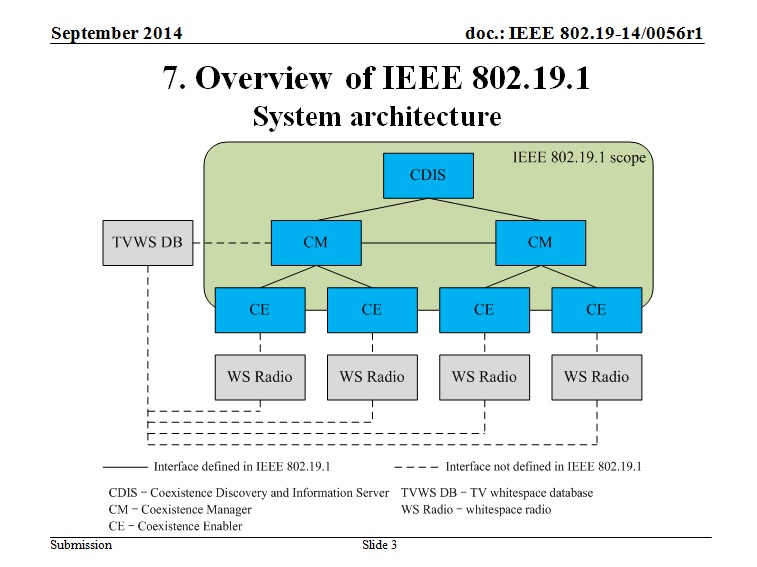 September 2014 doc.: IEEE 802.19-14/0056r1
7. Overview of IEEE 802.19.1
System architecture
IEEE 802.19.1 scope
CDIS
TVWS DB CM CM
CE CE CE CE
WS Radio WS Radio WS Radio WS Radio
Interface defined in IEEE 802.19.1 Interface not defined in IEEE 802.19.1
CDIS – Coexistence Discovery and Information Server TVWS DB – TV whitespace database
CM – Coexistence Manager WS Radio – whitespace radio
CE – Coexistence Enabler
Submission Slide 3